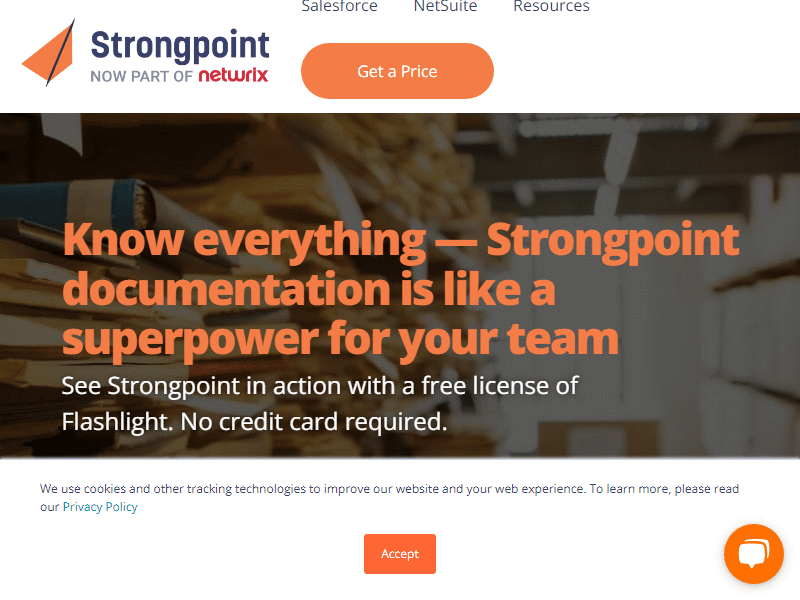 Salesforce NetSuite Resources
Strongpoint
NOW PART OF netwrix
Get a Price
Know everything — Strongpoint
documentation is like a
superpower for your team
See Strongpoint in action with a free license of
Flashlight. No credit card required.
We use cookies and other tracking technologies to improve our website and your web experience. To learn more, please read
our Privacy Policy
Accept